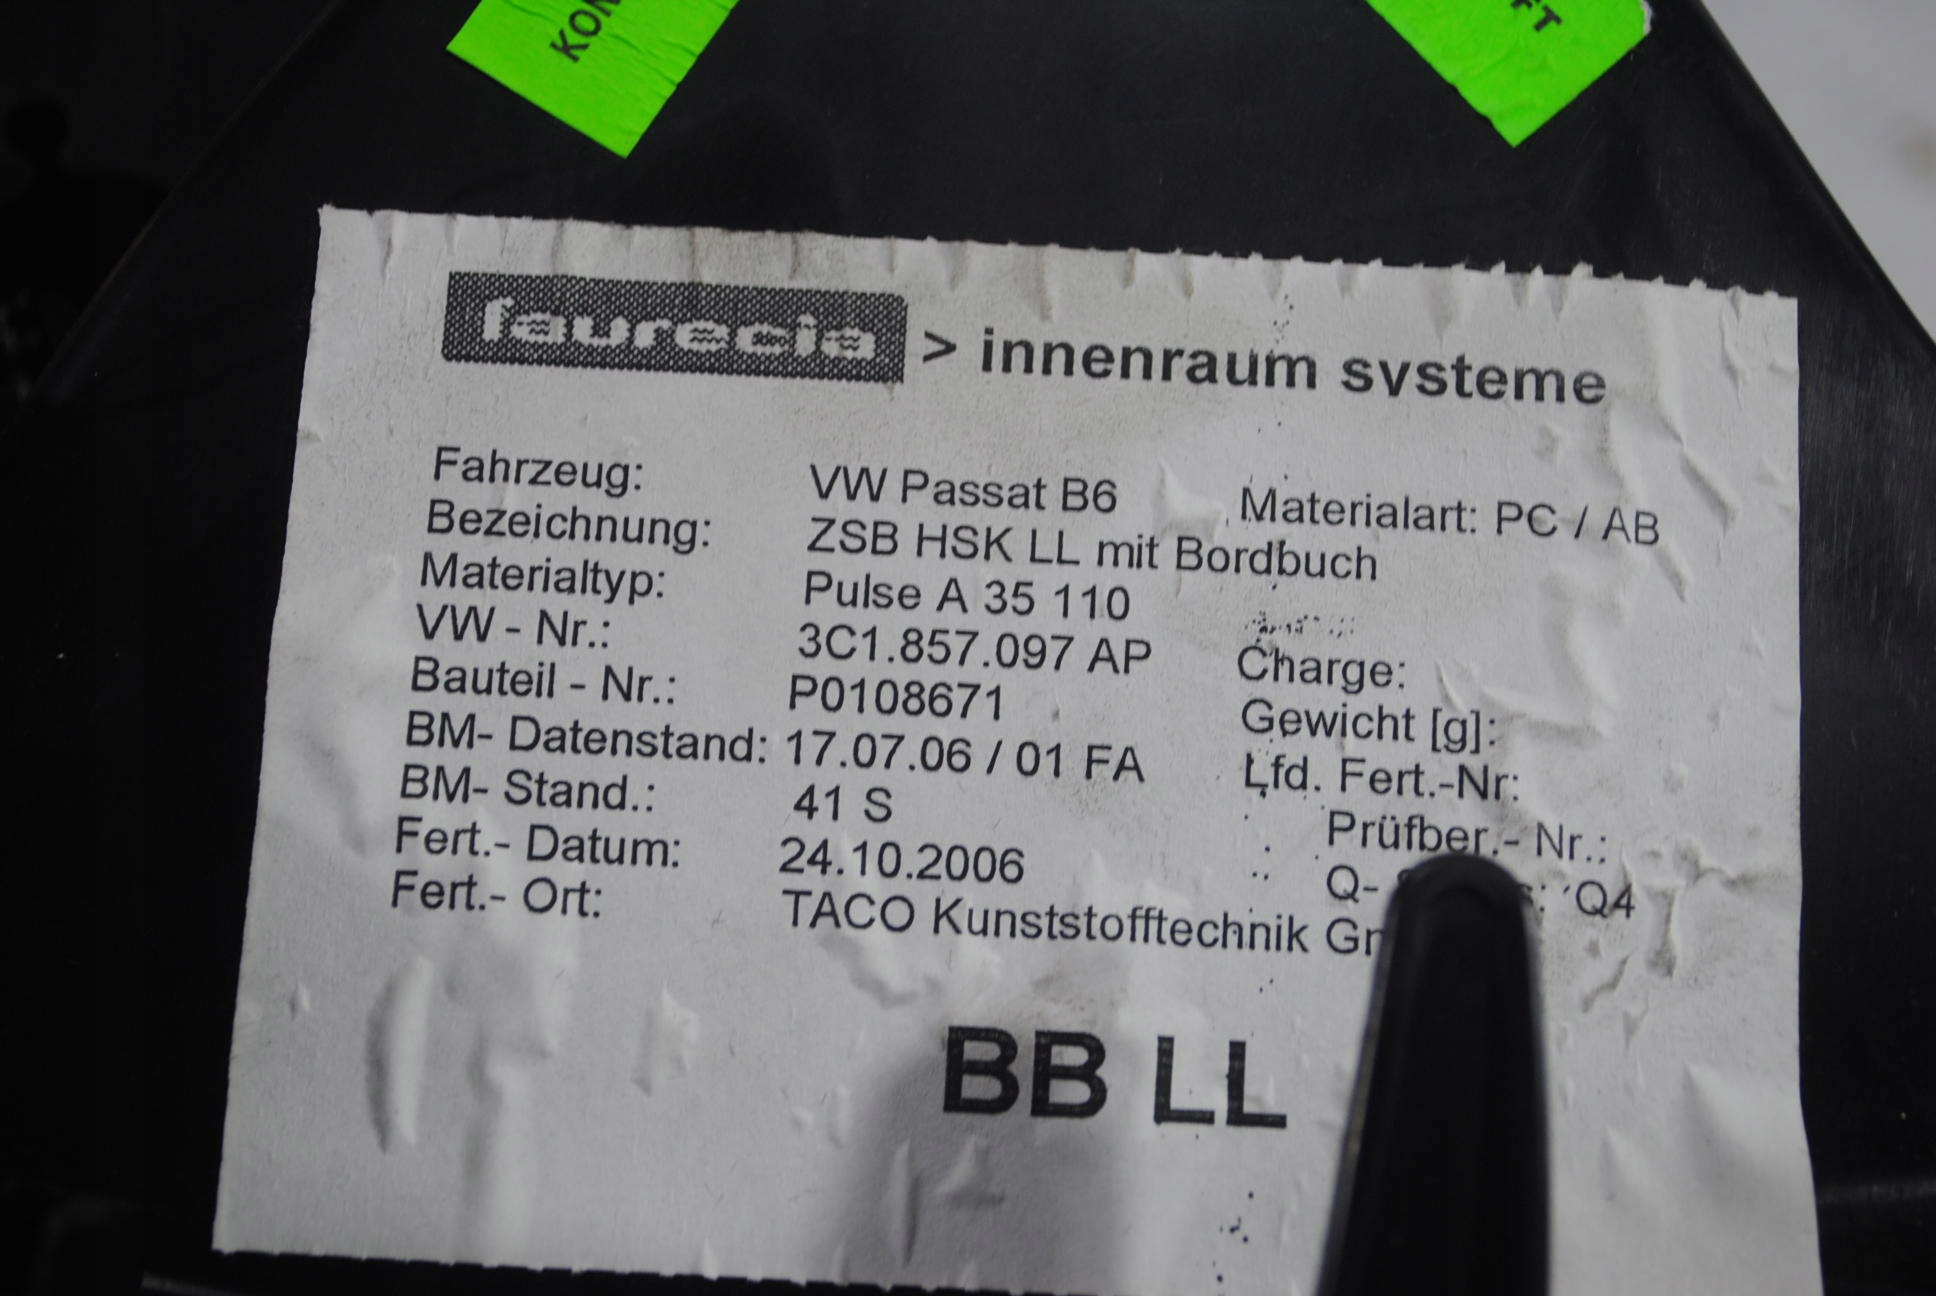 KON
FT
faurecia > innenraum systeme
Fahrzeug: VW Passat B6 Materialart: PC / AB
Bezeichnung: ZSB HSK LL mit Bordbuch
Materialtyp: Pulse A 35 110
VW - Nr.: 3C1.857.097 AP Charge:
Bauteil - Nr.: P0108671 Gewicht [g]:
BM- Datenstand: 17.07.06 / 01 FA Lfd. Fert.-Nr:
BM- Stand.: 41 S Prüfber.- Nr.:
Fert.- Datum: 24.10.2006 Q- Q4
Fert.- Ort: TACO Kunststofftechnik
BB LL